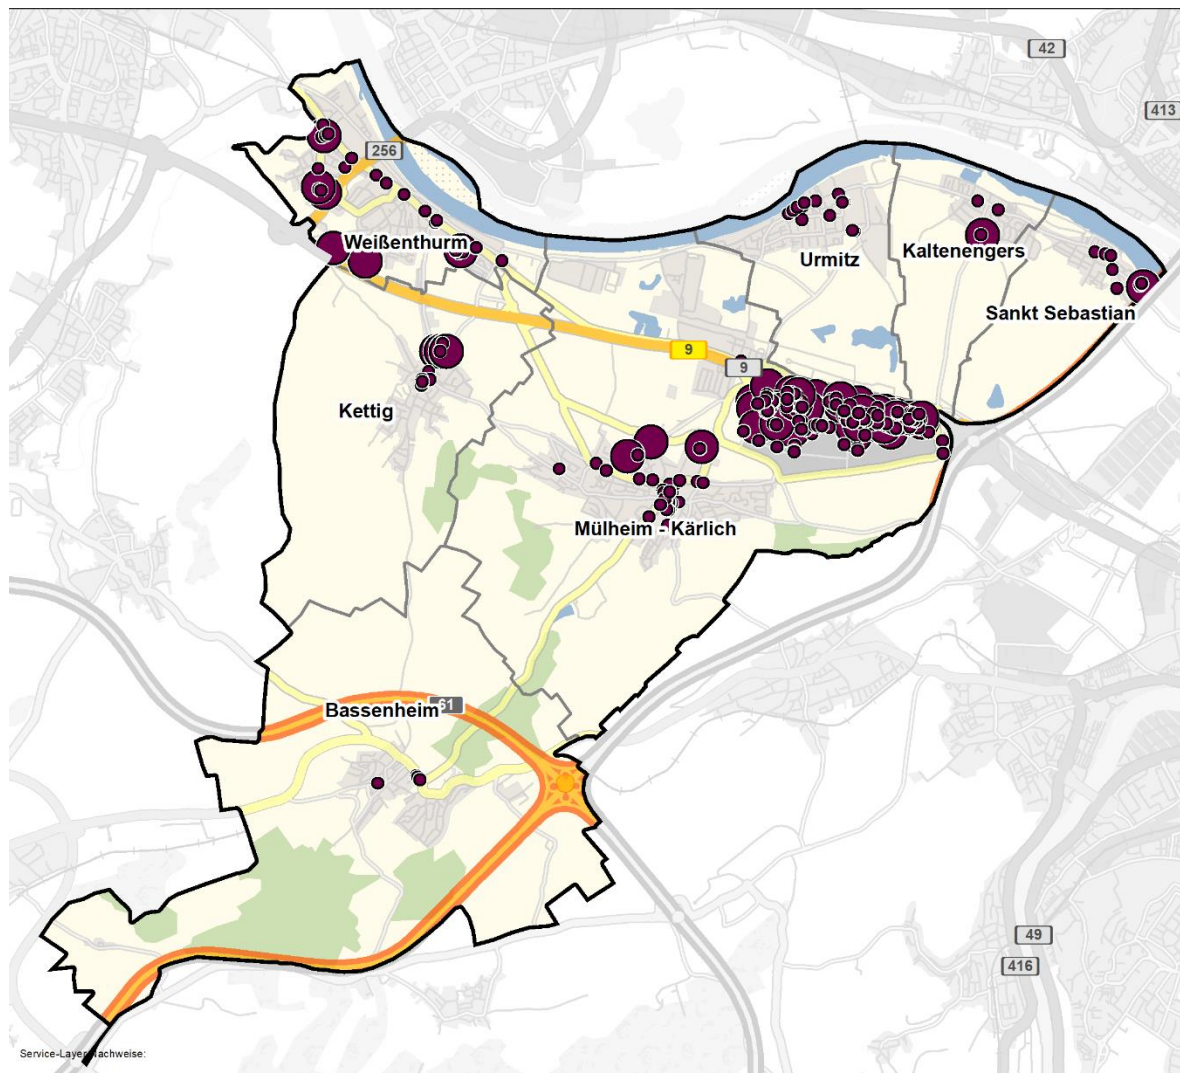 42
413
256
Weißenthurm
Urmitz
Kaltenengers
Sankt Sebastian
9
9
Kettig
Mülheim - Kärlich
Bassenheim
61
49
416
Service-Layer Nachweise: